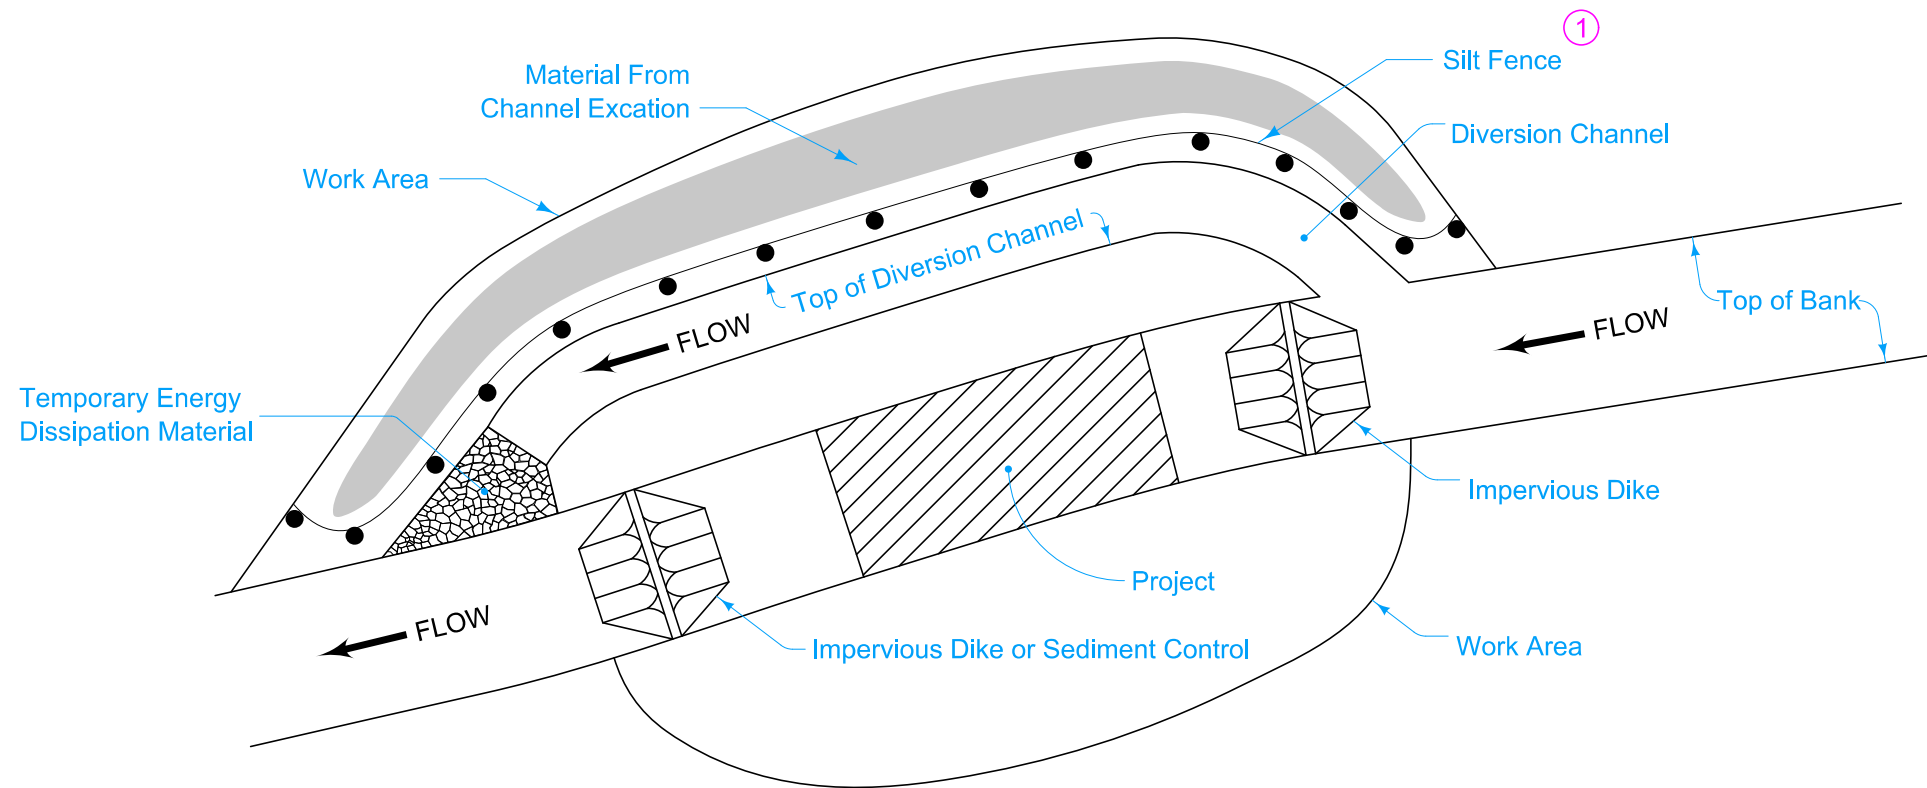 1
Silt Fence
Material From
Channel Excation
Diversion Channel
Work Area
Top of Diversion Channel
Top of Bank
FLOW
FLOW
Temporary Energy
Dissipation Material
Impervious Dike
Project
FLOW
Impervious Dike or Sediment Control
Work Area